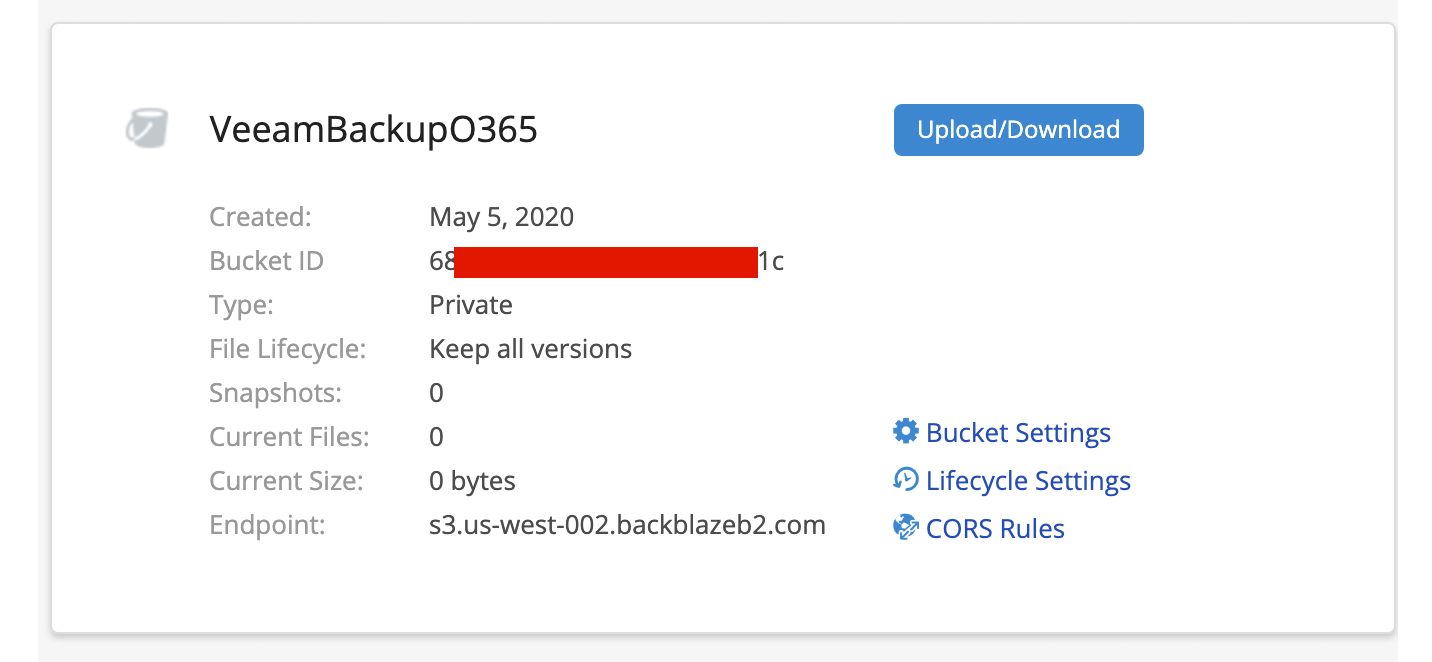 VeeamBackupO365
Upload/Download
Created: May 5, 2020
Bucket ID 68 1c
Type: Private
File Lifecycle: Keep all versions
Snapshots: 0
Current Files: 0
Current Size: 0 bytes
Endpoint: s3.us-west-002.backblazeb2.com
Bucket Settings
Lifecycle Settings
CORS Rules